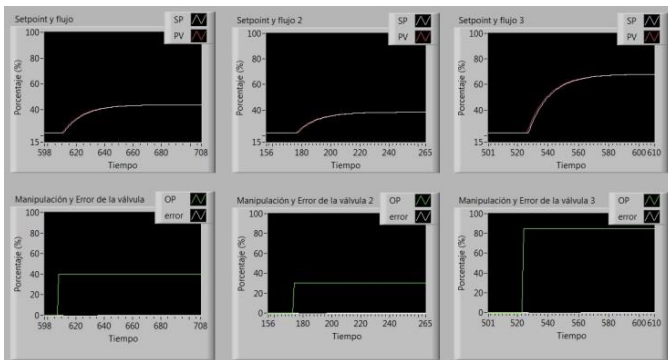 Setpoint y flujo
SP
PV
100-
80-
60-
40-
15-
Porcentaje (%)
598 620 640 660 680 708
Tiempo
Setpoint y flujo 2
SP
PV
100-
80-
60-
40-
15-
Porcentaje (%)
156 180 200 220 240 265
Tiempo
Setpoint y flujo 3
SP
PV
100-
80-
60-
40-
15-
Porcentaje (%)
501 520 540 560 580 600 610
Tiempo
Manipulación y Error de la válvula
OP
error
100-
80-
60-
40-
20-
0-
Porcentaje (%)
598 620 640 660 680 708
Tiempo
Manipulación y Error de la válvula 2
OP
error
100-
80-
60-
40-
20-
0-
Porcentaje (%)
156 180 200 220 240 265
Tiempo
Manipulación y Error de la válvula 3
OP
error
100-
80-
60-
40-
20-
0-
Porcentaje (%)
501 520 540 560 580 600 610
Tiempo